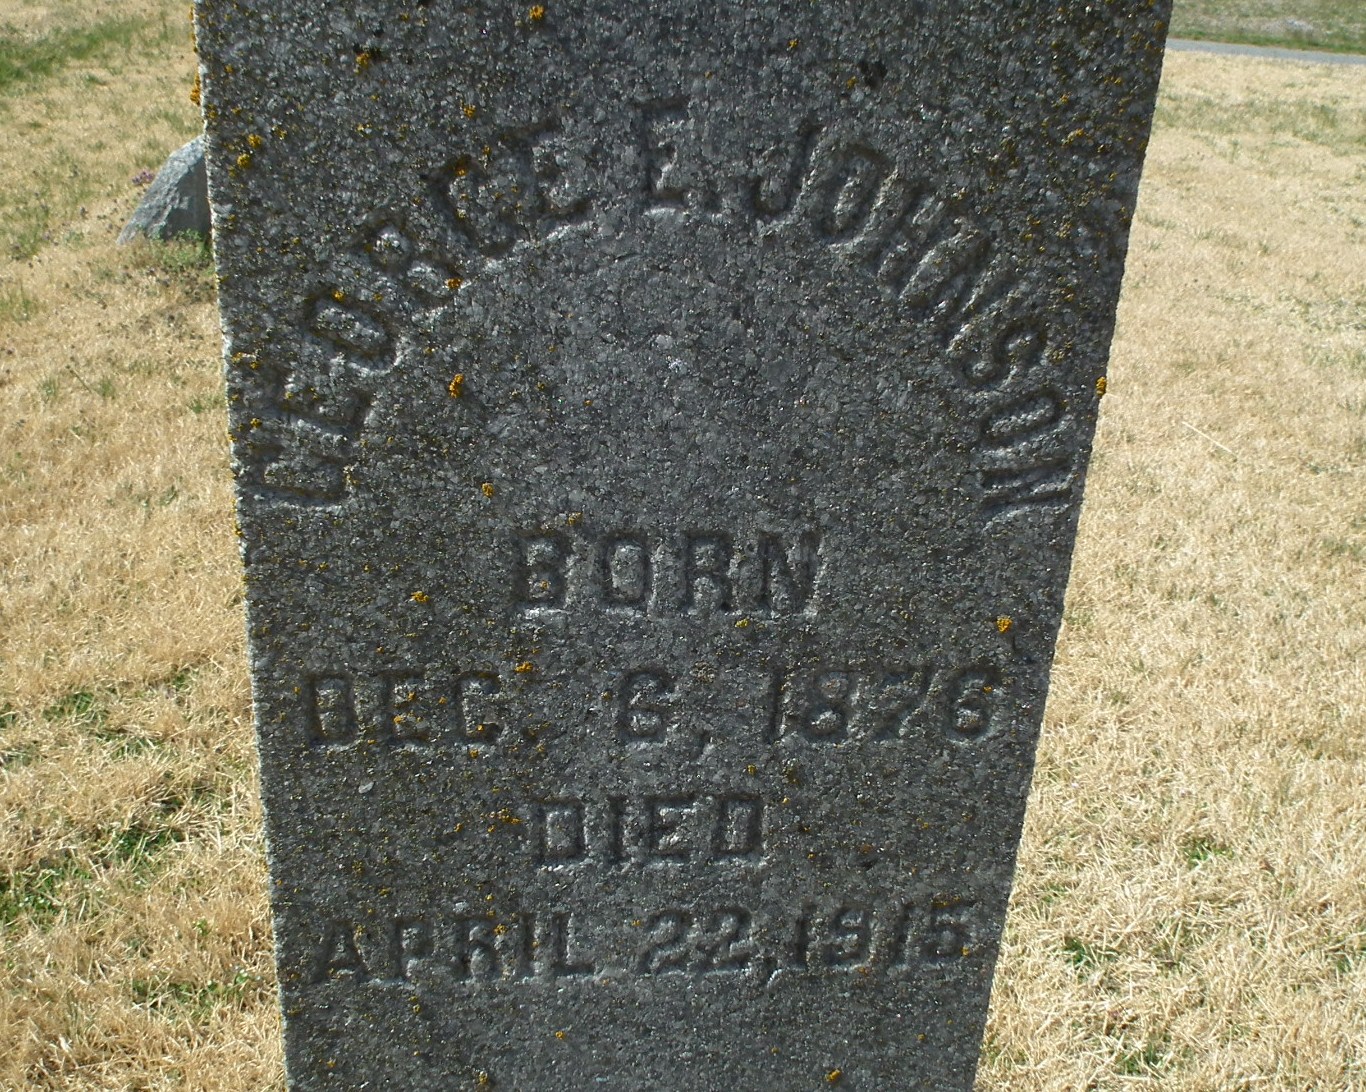 GEORGE E. JOHNSON
BORN
DEC. 6, 1876
DIED
APRIL 22, 1915